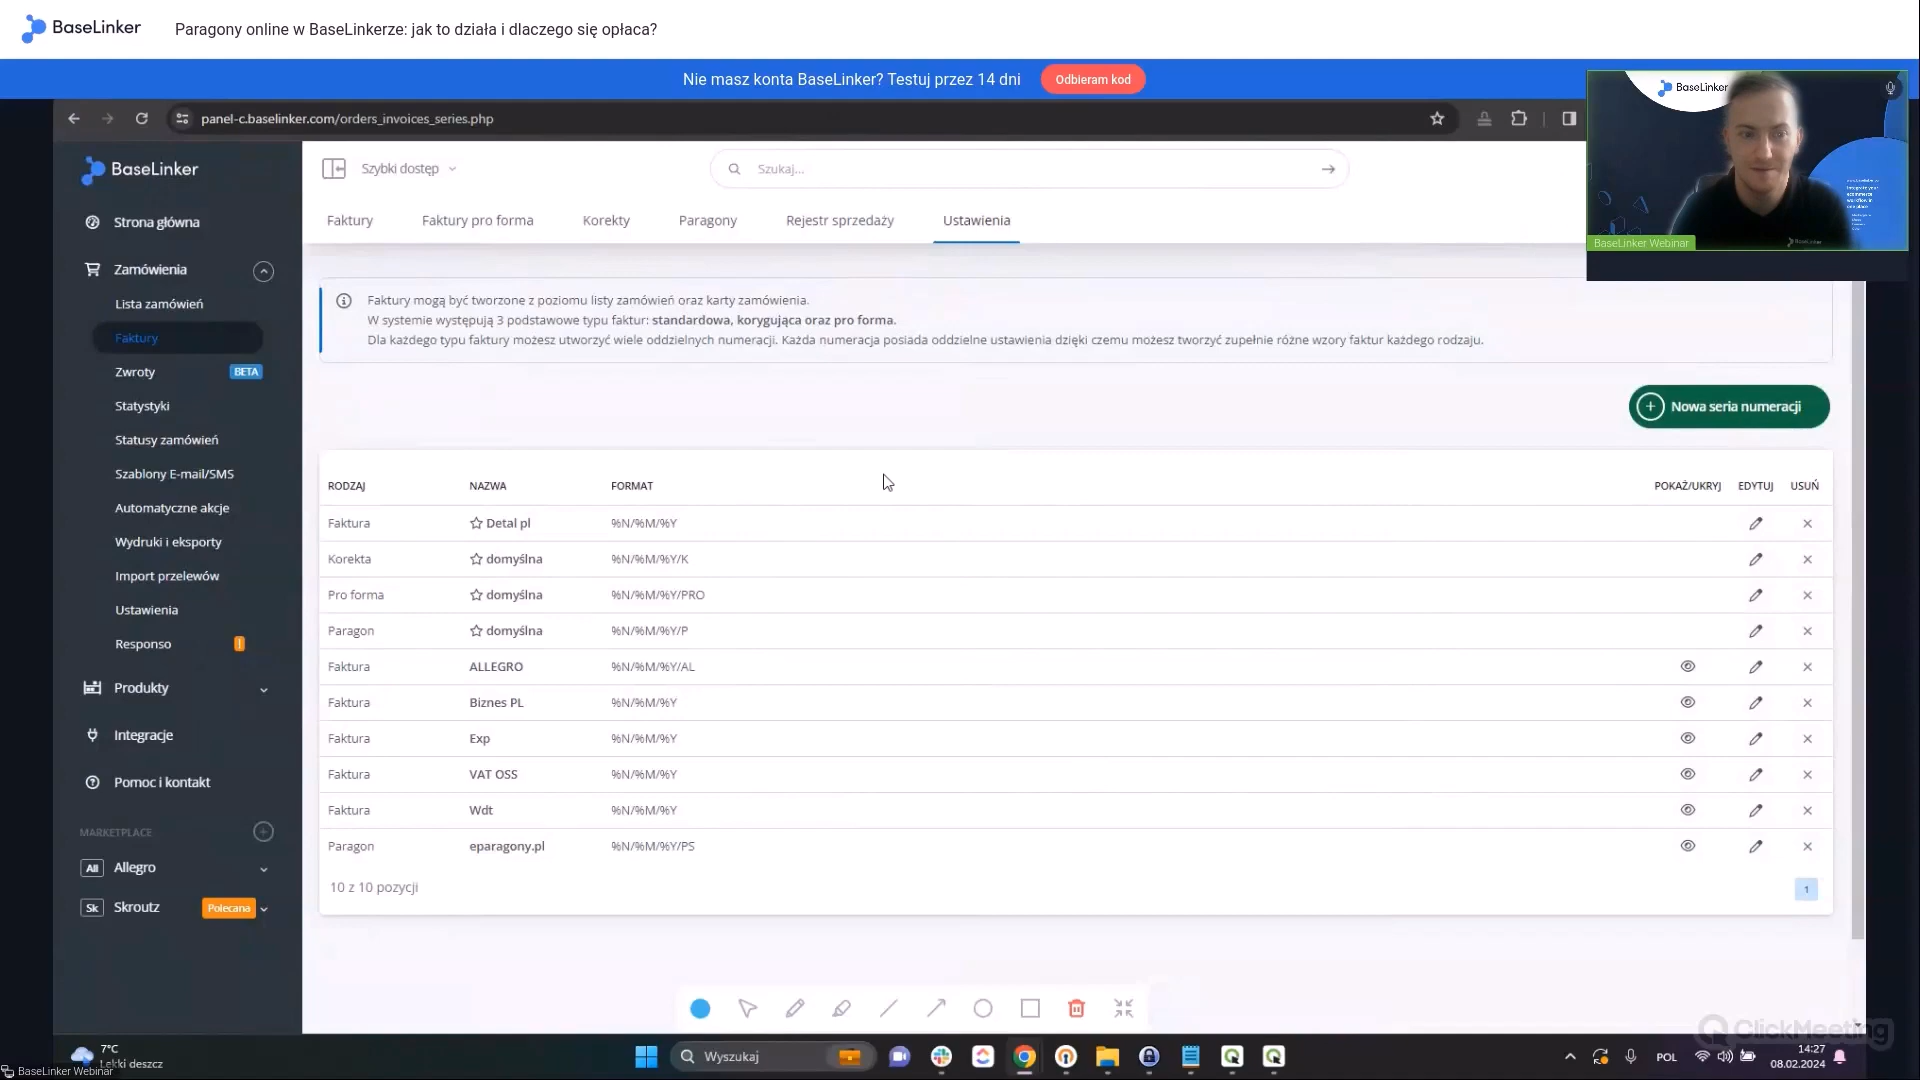 BaseLinker
Paragony online w BaseLinkerze: jak to działa i dlaczego się opłaca?
Nie masz konta BaseLinker? Testuj przez 14 dni
Odbieram kod
panel-c.baselinker.com/orders_invoices_series.php
BaseLinker
BaseLinker Webinar
BaseLinker
Strona główna
Zamówienia
Lista zamówień
Faktury
Zwroty
BETA
Statystyki
Statusy zamówień
Szablony E-mail/SMS
Automatyczne akcje
Wydruki i eksporty
Import przelewów
Ustawienia
Responso
Produkty
Integracje
Pomoc i kontakt
MARKETPLACE
All Allegro
Sk Skroutz Polecana
Szybki dostęp
Szukaj...
Faktury Faktury pro forma Korekty Paragony Rejestr sprzedaży Ustawienia
Faktury mogą być tworzone z poziomu listy zamówień oraz karty zamówienia.
W systemie występują 3 podstawowe typu faktur: standardowa, korygująca oraz pro forma.
Dla każdego typu faktury możesz utworzyć wiele oddzielnych numeracji. Każda numeracja posiada oddzielne ustawienia dzięki czemu możesz tworzyć zupełnie różne wzory faktur każdego rodzaju.
Nowa seria numeracji
RODZAJ NAZWA FORMAT POKAŻ/UKRYJ EDYTUJ USUŃ
Faktura Detal pl %N/%M/%Y
Korekta domyślna %N/%M/%Y/K
Pro forma domyślna %N/%M/%Y/PRO
Paragon domyślna %N/%M/%Y/P
Faktura ALLEGRO %N/%M/%Y/AL
Faktura Biznes PL %N/%M/%Y
Faktura Exp %N/%M/%Y
Faktura VAT OSS %N/%M/%Y
Faktura Wdt %N/%M/%Y
Paragon eparagony.pl %N/%M/%Y/PS
10 z 10 pozycji
1
ClickMeeting
7°C
Lekki deszcz
BaseLinker Webinar
Wyszukaj
POL
14:27
08.02.2024